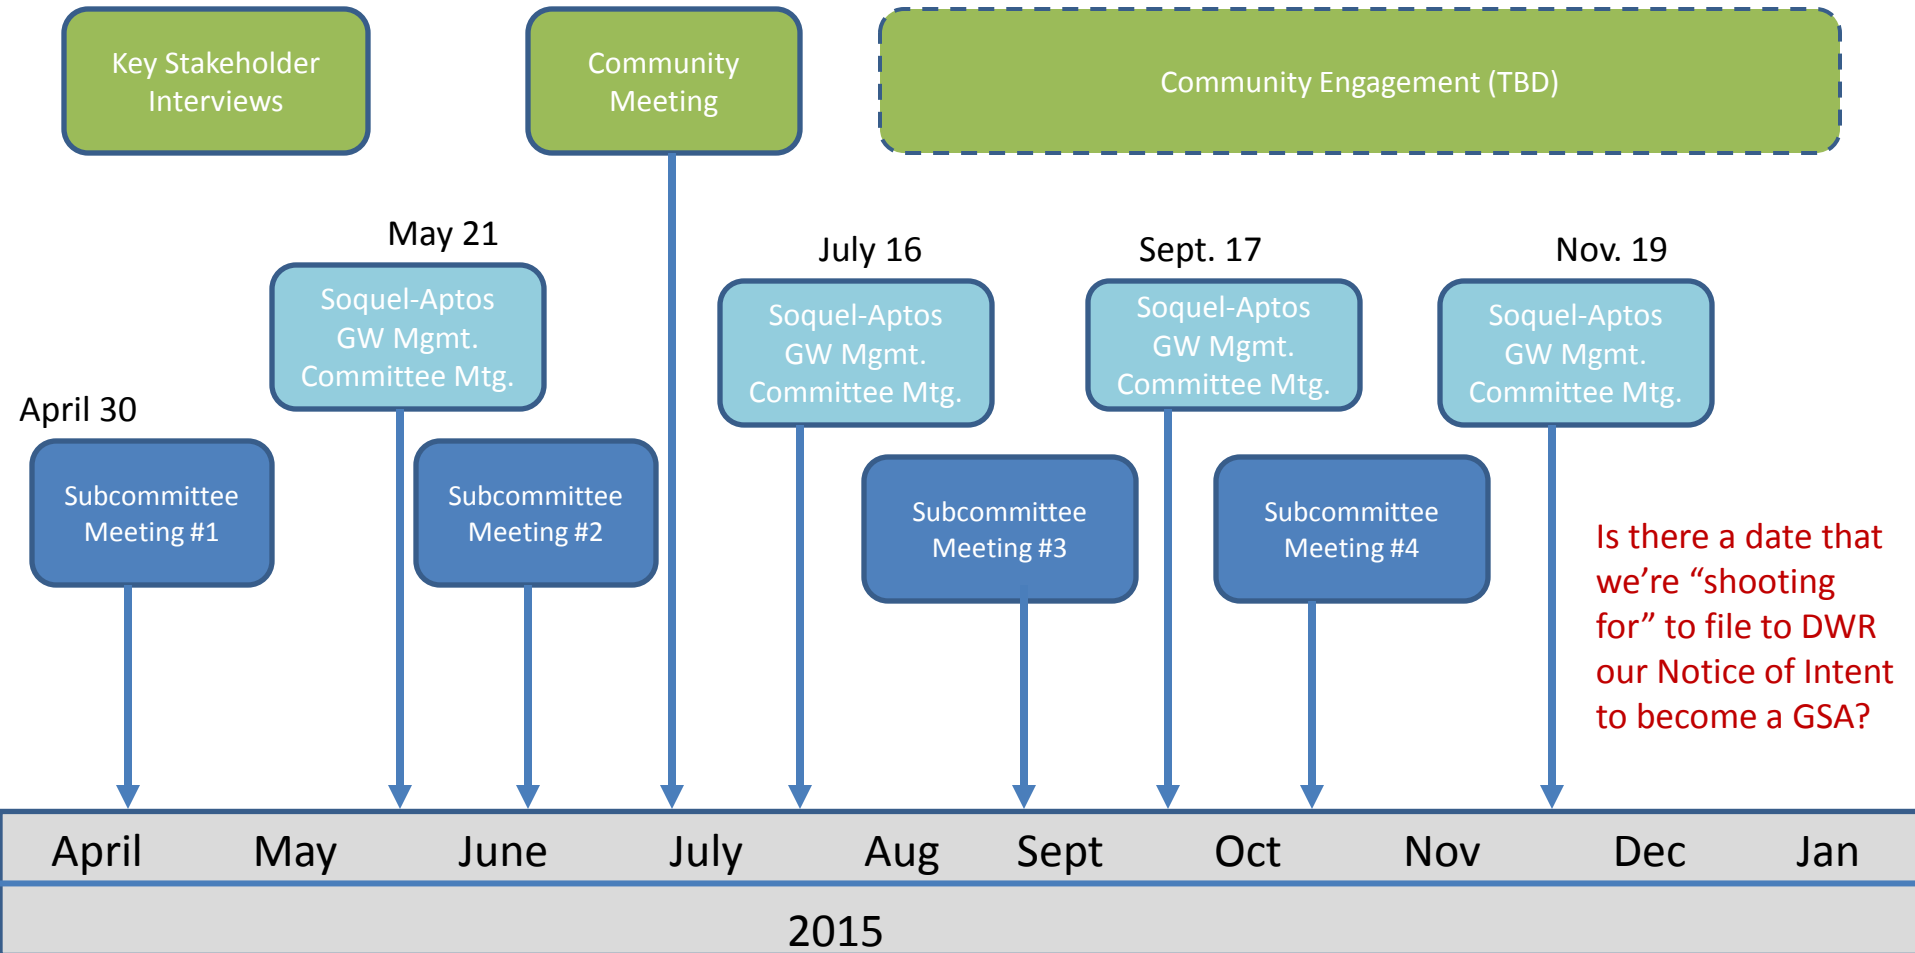 Key Stakeholder
Interviews
Community
Meeting
Community Engagement (TBD)
May 21
July 16
Sept. 17
Nov. 19
Soquel-Aptos
GW Mgmt.
Committee Mtg.
Soquel-Aptos
GW Mgmt.
Committee Mtg.
Soquel-Aptos
GW Mgmt.
Committee Mtg.
Soquel-Aptos
GW Mgmt.
Committee Mtg.
April 30
Subcommittee
Meeting #1
Subcommittee
Meeting #2
Subcommittee
Meeting #3
Subcommittee
Meeting #4
Is there a date that
we’re “shooting
for” to file to DWR
our Notice of Intent
to become a GSA?
April May June July Aug Sept Oct Nov Dec Jan
2015